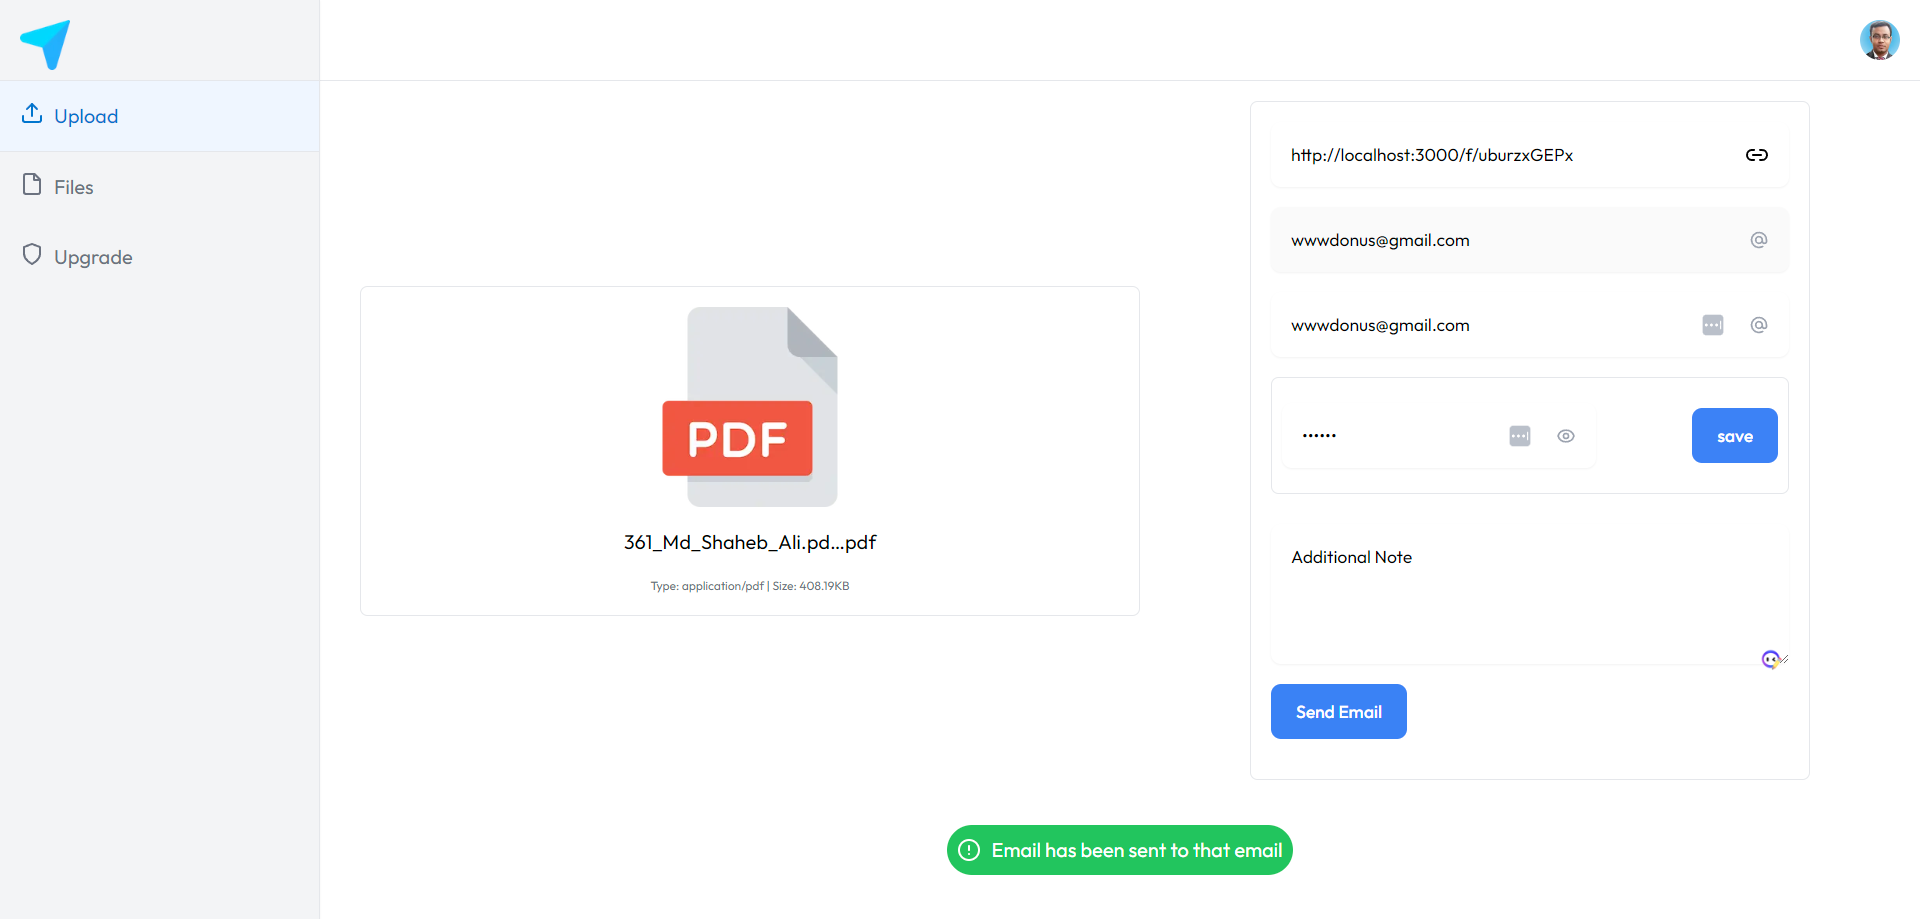 Upload
Files
Upgrade
PDF
361_Md_Shaheb_Ali.pd...pdf
Type: application/pdf | Size: 408.19KB
http://localhost:3000/f/uburzxGEPx
wwwdonus@gmail.com
wwwdonus@gmail.com
••••••
save
Additional Note
Send Email
Email has been sent to that email